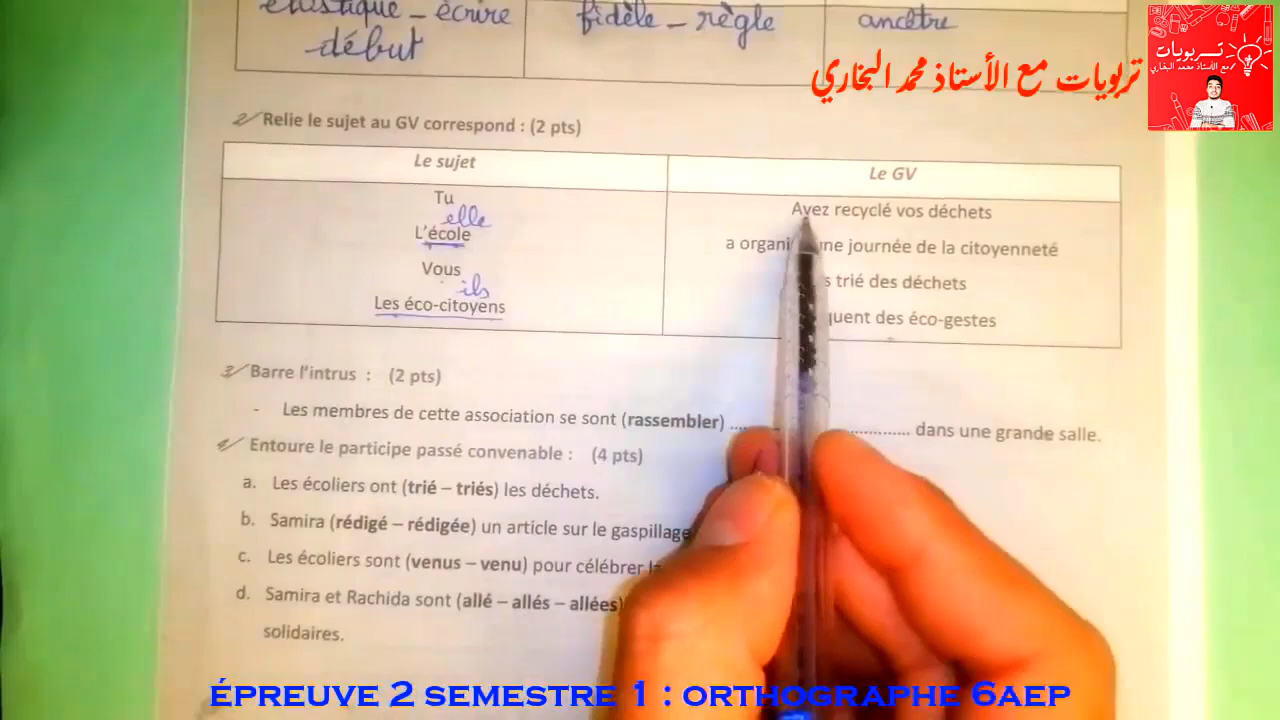 élastique – écrire
fidèle – règle
ancêtre
début
تربويات مع الأستاذ محمد البخاري
تربويات
مع الأستاذ محمد البخاري
2/ Relie le sujet au GV correspond : (2 pts)
Le sujet
Le GV
Tu
elle
L'école
Vous
ils
Les éco-citoyens
Avez recyclé vos déchets
a organi ne journée de la citoyenneté
s trié des déchets
quent des éco-gestes
3/ Barre l'intrus : (2 pts)
- Les membres de cette association se sont (rassembler) .... ............ dans une grande salle.
4/ Entoure le participe passé convenable : (4 pts)
a. Les écoliers ont (trié – triés) les déchets.
b. Samira (rédigé – rédigée) un article sur le gaspillage
c. Les écoliers sont (venus – venu) pour célébrer
d. Samira et Rachida sont (allé – allés – allées)
solidaires.
ÉPREUVE 2 SEMESTRE 1 : ORTHOGRAPHE 6AEP